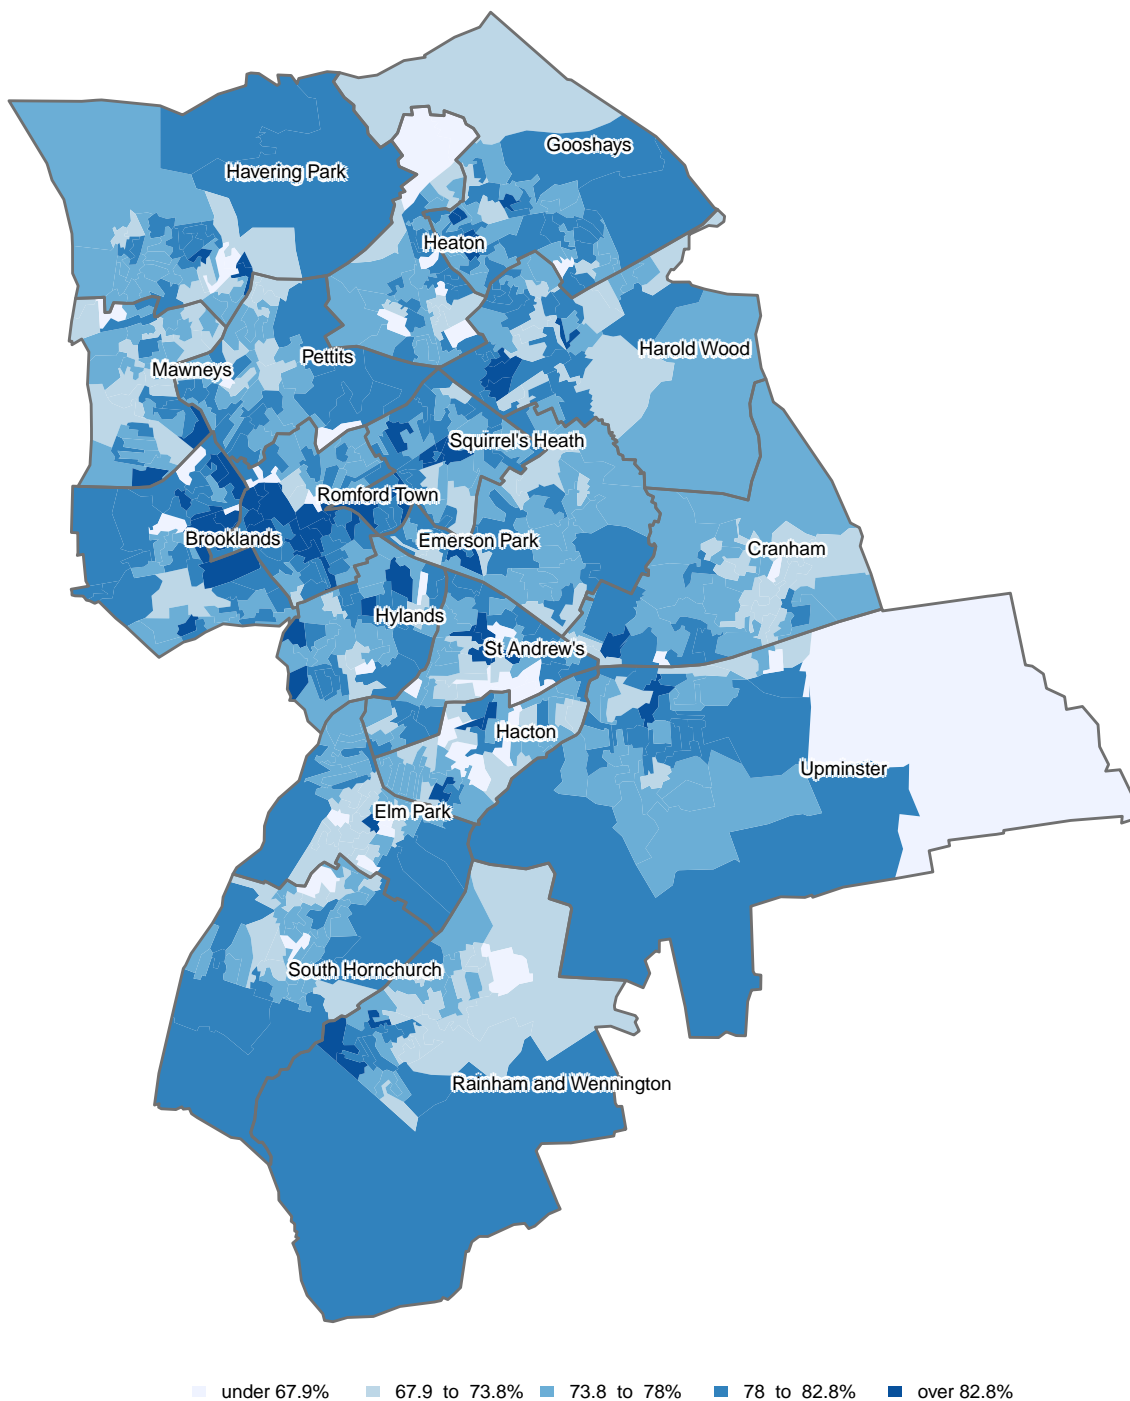 Gooshays
Havering Park
Heaton
Harold Wood
Pettits
Mawneys
Squirrel's Heath
Romford Town
Brooklands
Emerson Park
Cranham
Hylands
St Andrew's
Hacton
Upminster
Elm Park
South Hornchurch
Rainham and Wennington
under 67.9% 67.9 to 73.8% 73.8 to 78% 78 to 82.8% over 82.8%